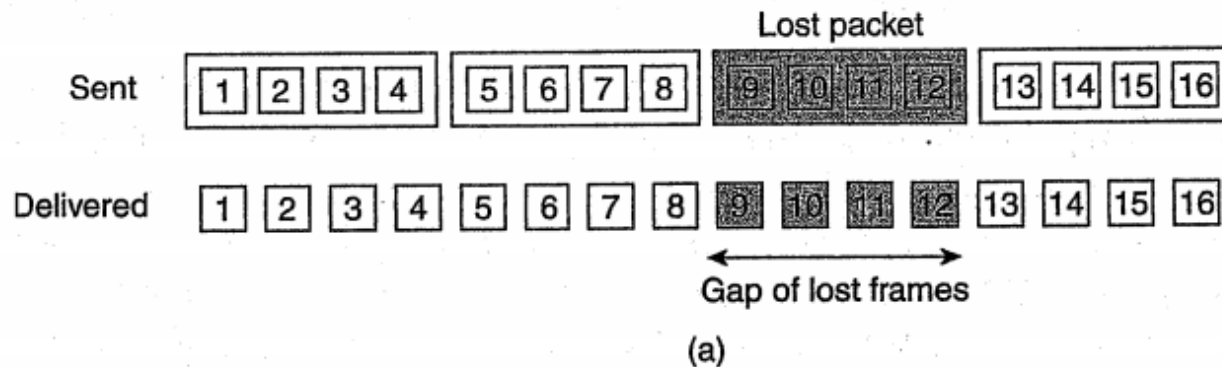 Lost packet
Sent 1 2 3 4 5 6 7 8 9 10 11 12 13 14 15 16
Delivered 1 2 3 4 5 6 7 8 9 10 11 12 13 14 15 16
Gap of lost frames
(a)